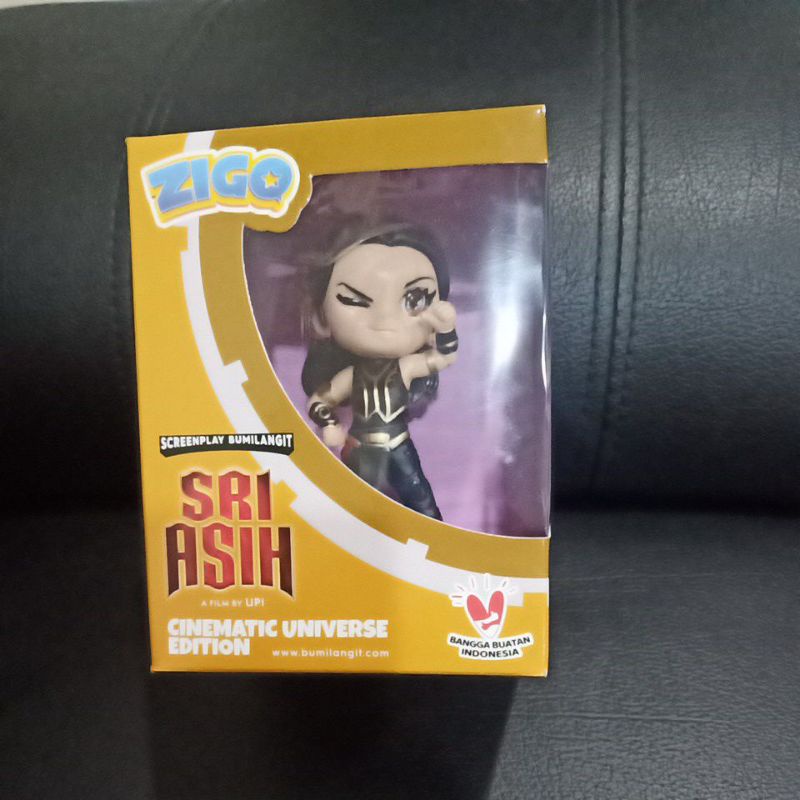 ZIGO
SCREENPLAY BUMILANGIT
SRI
ASIH
A FILM BY UPI
CINEMATIC UNIVERSE
EDITION
www.bumilangit.com
BANGGA BUATAN
INDONESIA